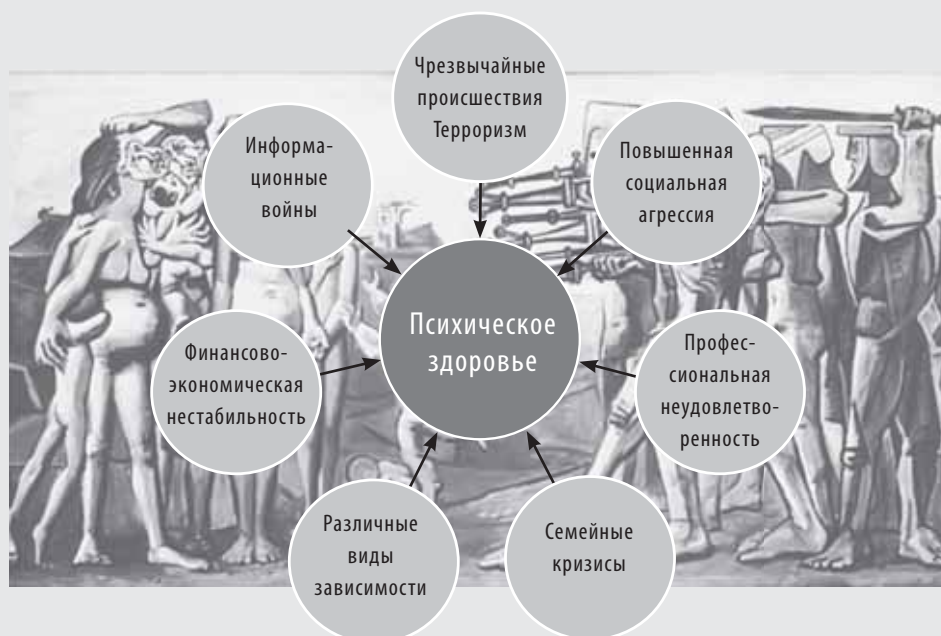 Чрезвычайные
происшествия
Терроризм
Информа-
ционные
войны
Повышенная
социальная
агрессия
Психическое
здоровье
Финансово-
экономическая
нестабильность
Профес-
сиональная
неудовлетво-
ренность
Различные
виды
зависимости
Семейные
кризисы